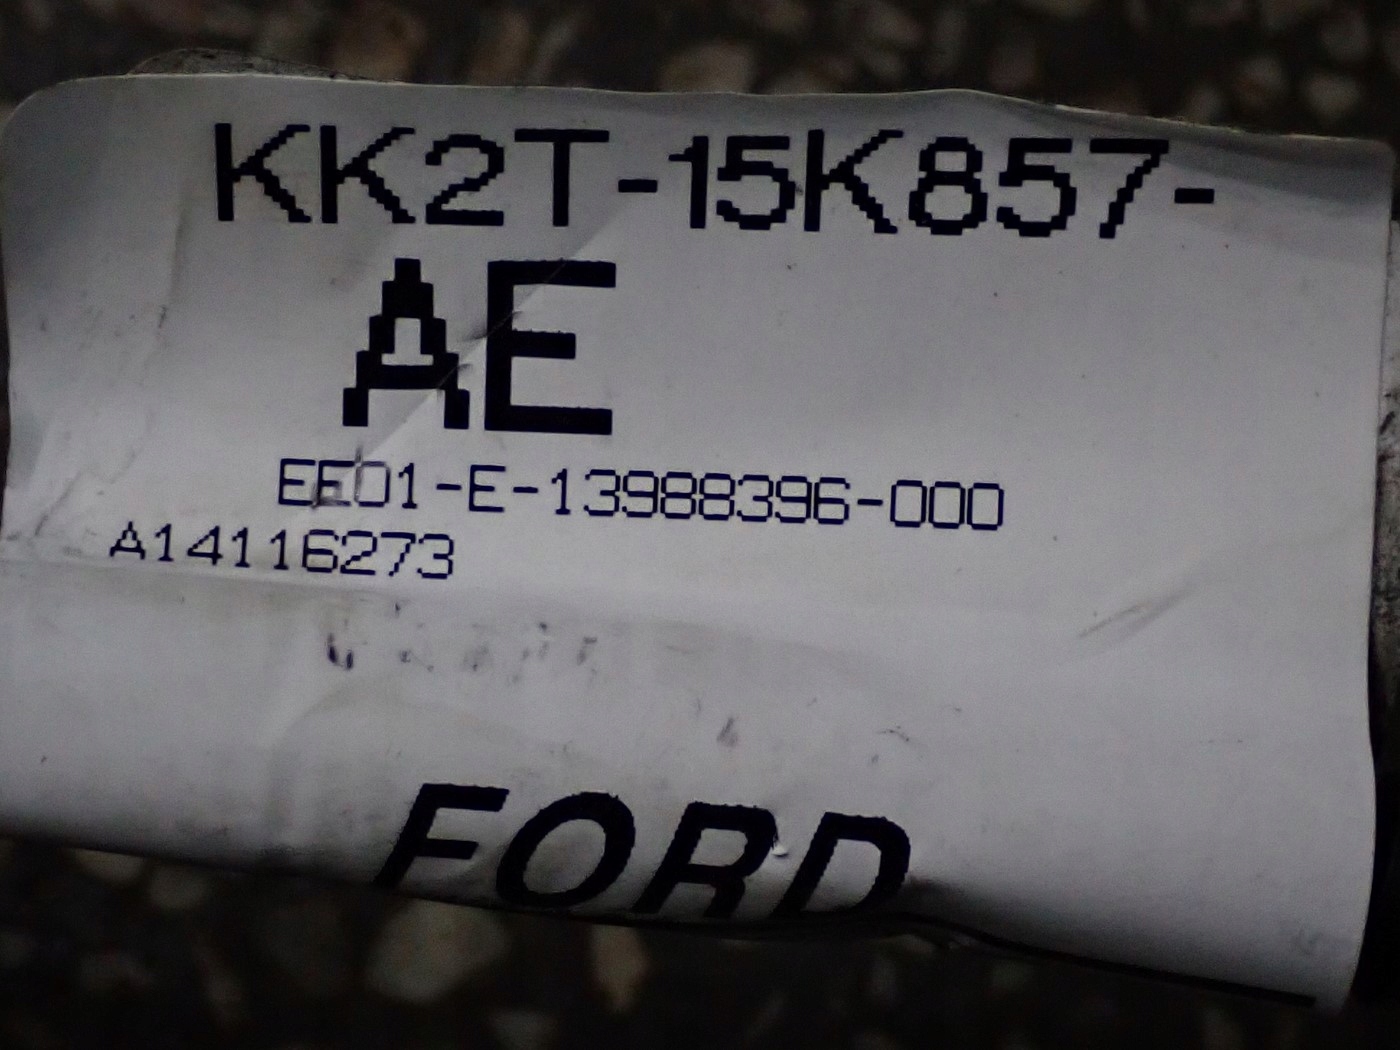 KK2T-15K857-
AE
EE01-E-13988396-000
A14116273
FORD